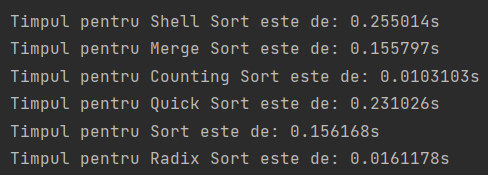 Timpul pentru Shell Sort este de: 0.255014s
Timpul pentru Merge Sort este de: 0.155797s
Timpul pentru Counting Sort este de: 0.0103103s
Timpul pentru Quick Sort este de: 0.231026s
Timpul pentru Sort este de: 0.156168s
Timpul pentru Radix Sort este de: 0.0161178s